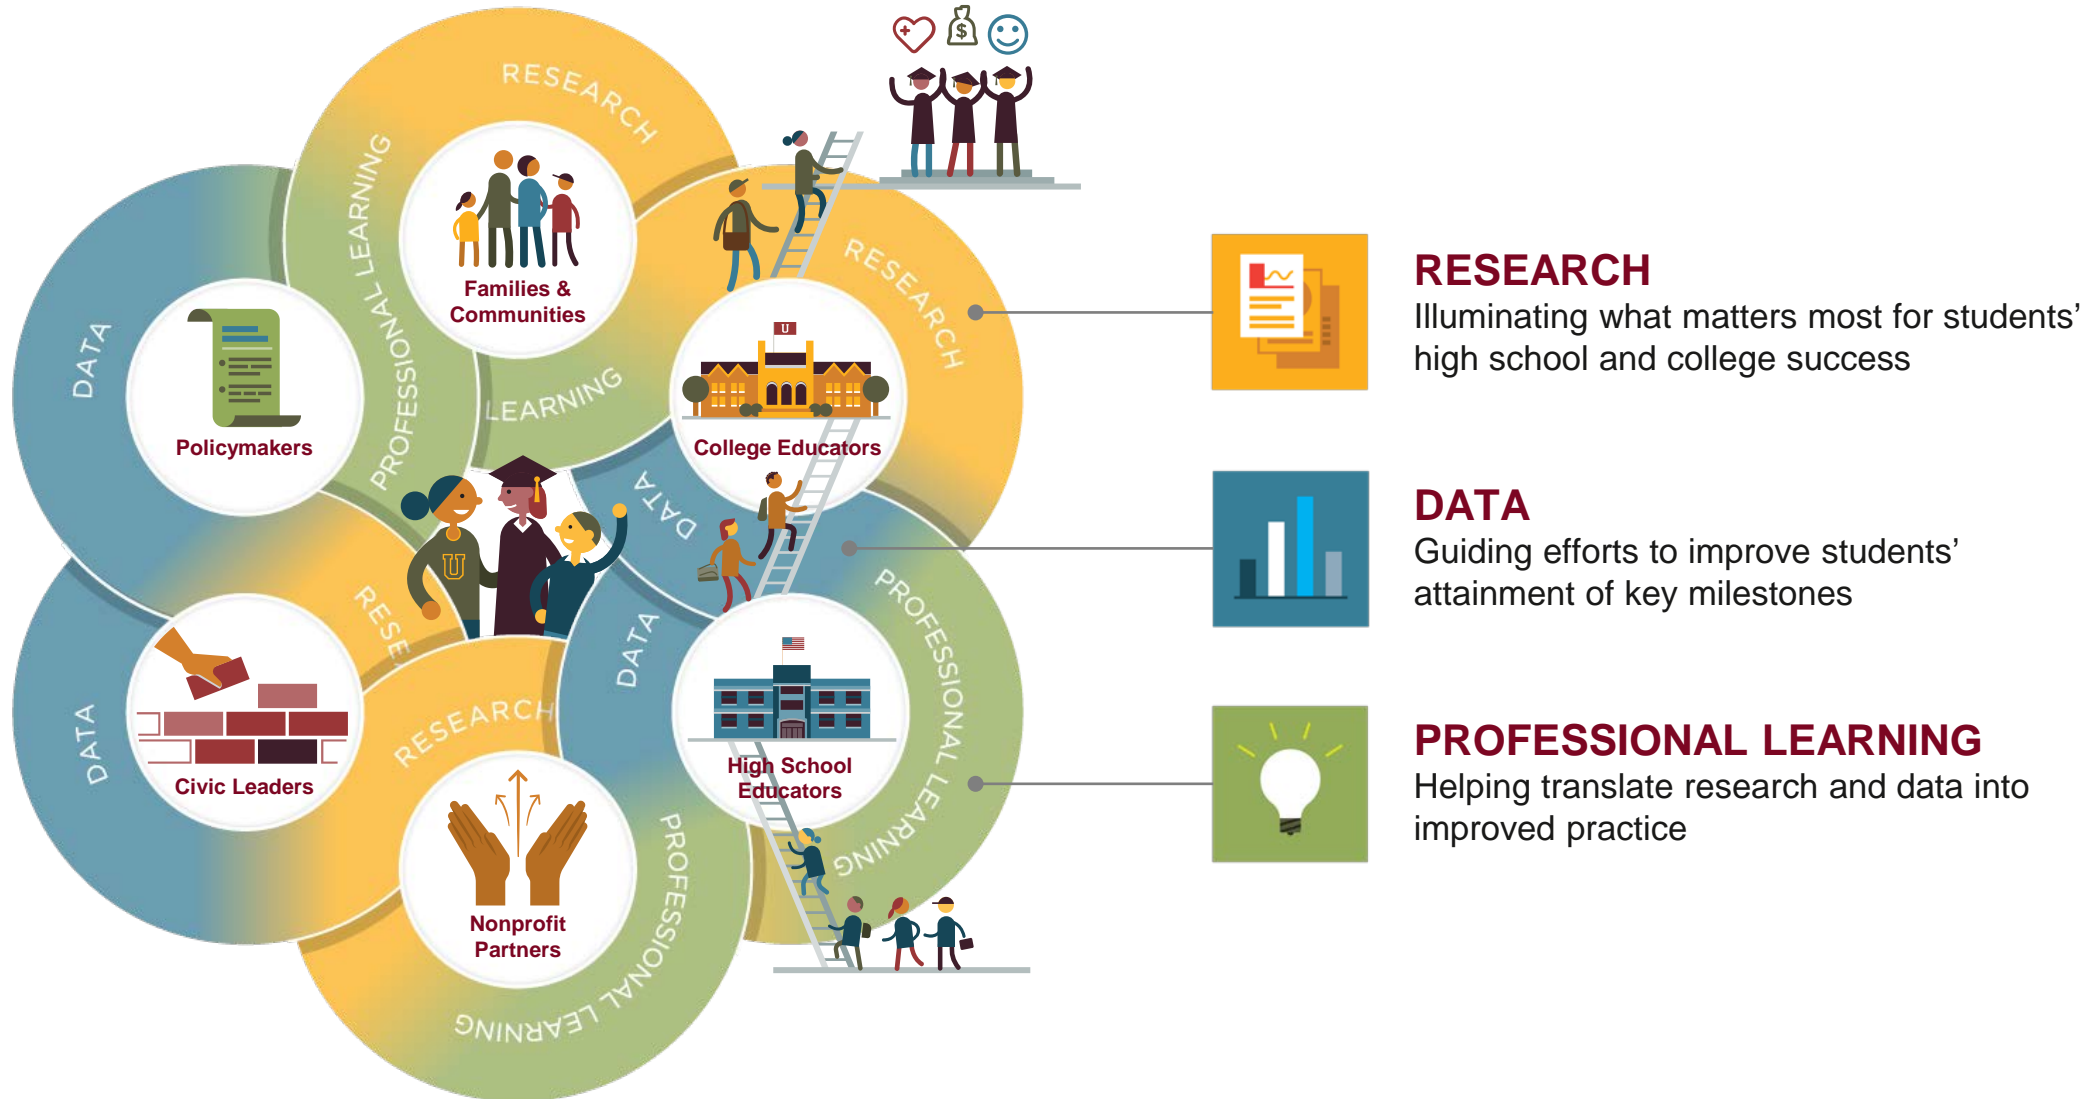 RESEARCH
PROFESSIONAL LEARNING
Families &
Communities
DATA
Policymakers
LEARNING
RESEARCH
U
College Educators
DATA
U
DATA
Civic Leaders
RESEARCH
Nonprofit
Partners
PROFESSIONAL LEARNING
DATA
High School
Educators
PROFESSIONAL LEARNING
$
RESEARCH
Illuminating what matters most for students’
high school and college success
DATA
Guiding efforts to improve students’
attainment of key milestones
PROFESSIONAL LEARNING
Helping translate research and data into
improved practice